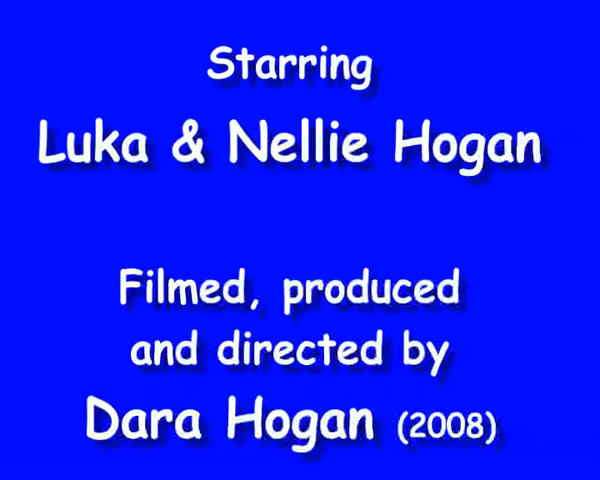 Starring
Luka & Nellie Hogan
Filmed, produced
and directed by
Dara Hogan (2008)